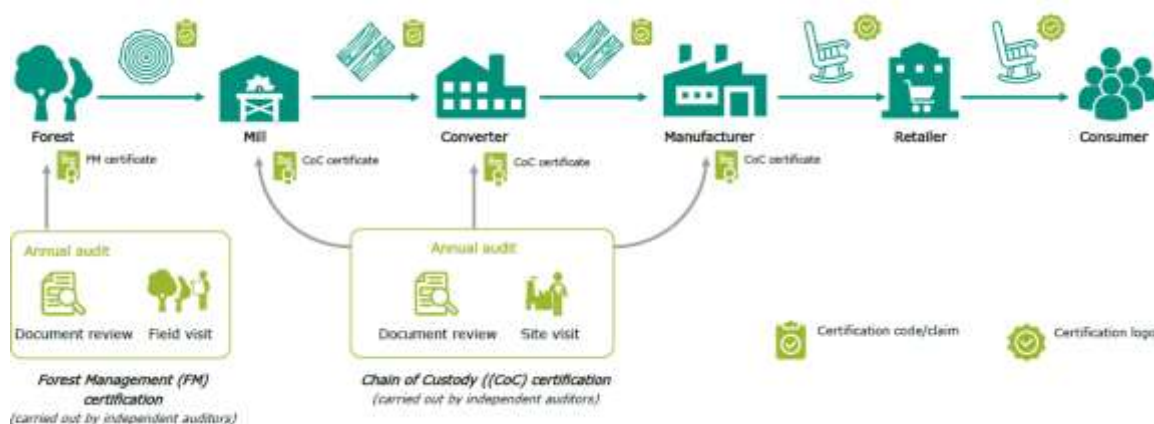 Forest
Mill
Converter
Manufacturer
Retailer
Consumer
FM certificate
CoC certificate
CoC certificate
CoC certificate
Annual audit
Document review
Field visit
Forest Management (FM)
certification
(carried out by independent auditors)
Annual audit
Document review
Site visit
Chain of Custody ((CoC) certification
(carried out by independent auditors)
Certification code/claim
Certification logo